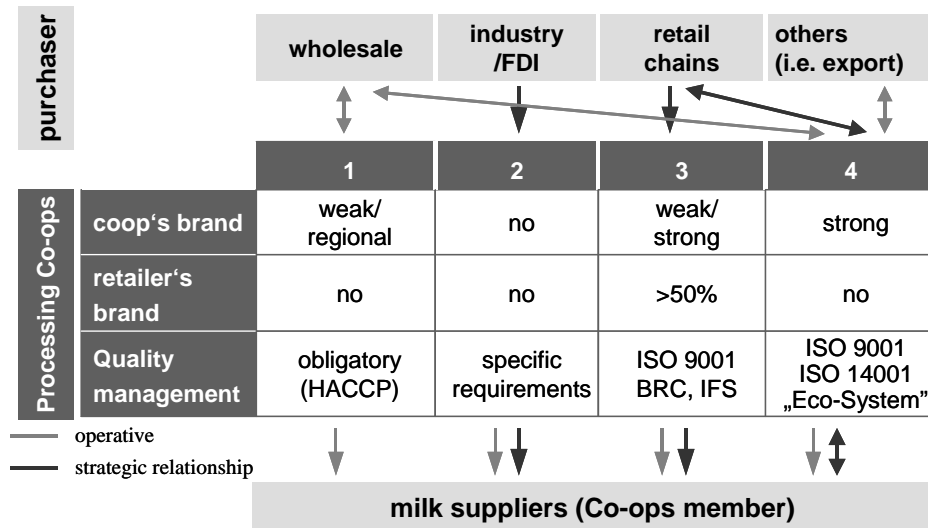 purchaser
wholesale
industry
/FDI
retail
chains
others
(i.e. export)
1
2
3
4
Processing Co-ops
coop‘s brand
weak/
regional
no
weak/
strong
strong
retailer‘s
brand
no
no
>50%
no
Quality
management
obligatory
(HACCP)
specific
requirements
ISO 9001
BRC, IFS
ISO 9001
ISO 14001
„Eco-System”
operative
strategic relationship
milk suppliers (Co-ops member)